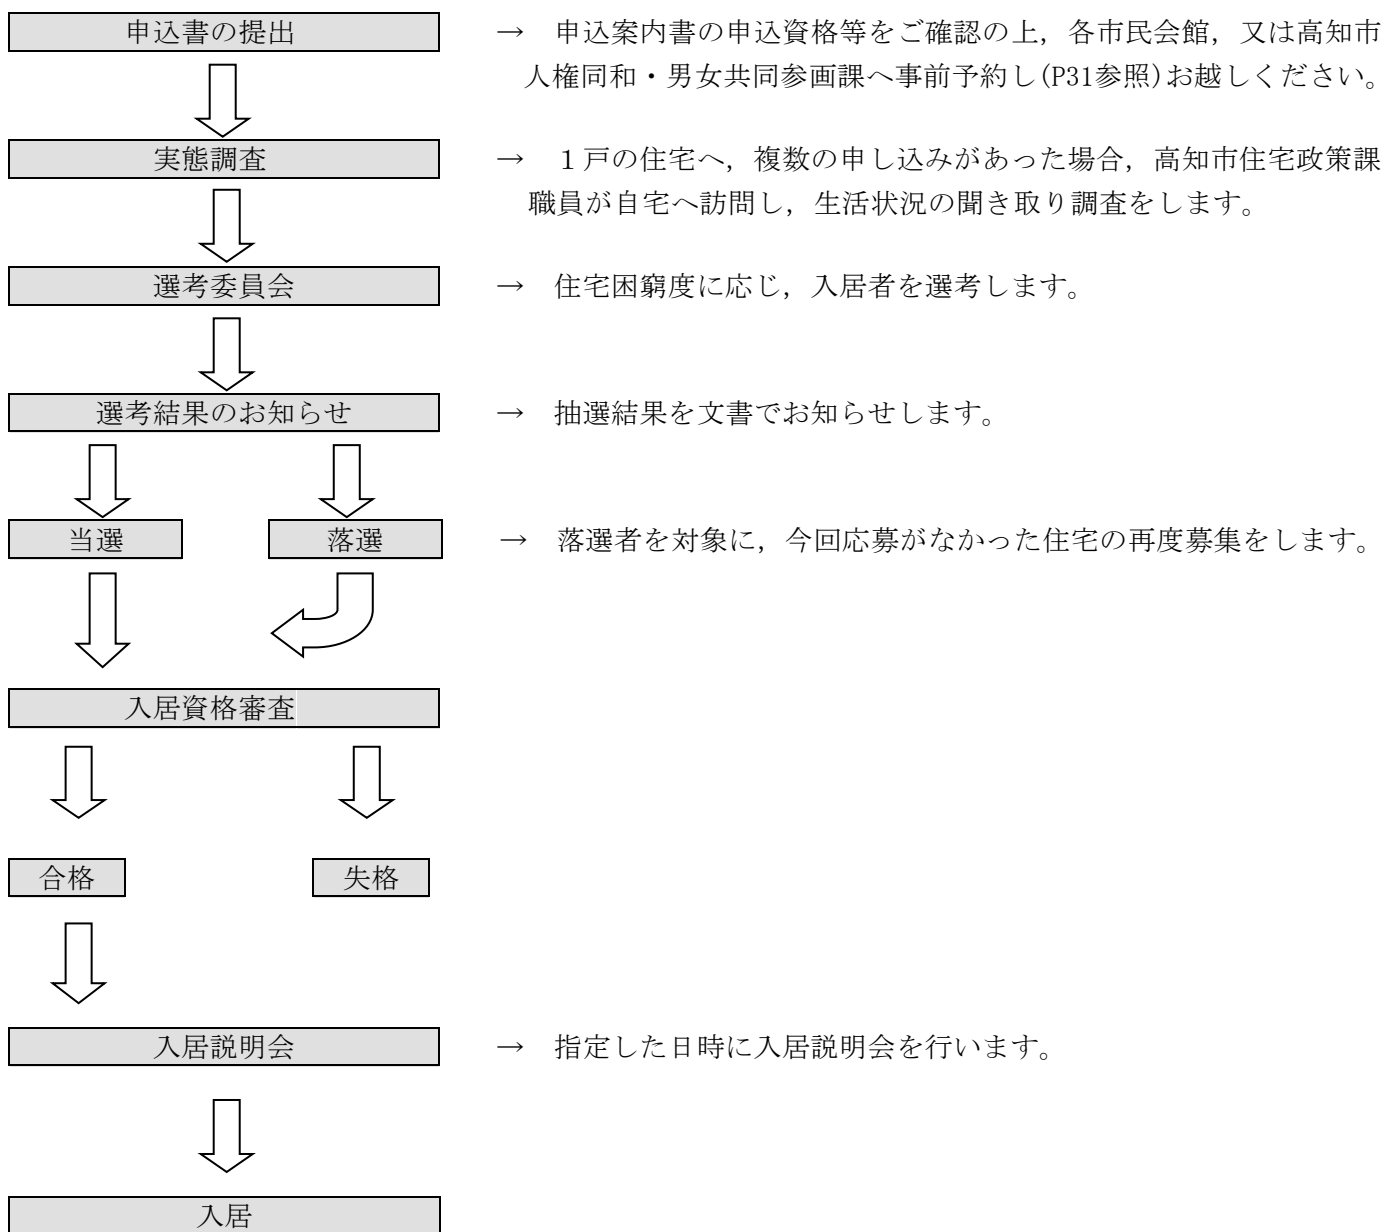 申込書の提出
→　申込案内書の申込資格等をご確認の上，各市民会館，又は高知市
人権同和・男女共同参画課へ事前予約し(P31参照)お越しください。
実態調査
→　１戸の住宅へ，複数の申し込みがあった場合，高知市住宅政策課
職員が自宅へ訪問し，生活状況の聞き取り調査をします。
選考委員会
→　住宅困窮度に応じ，入居者を選考します。
選考結果のお知らせ
→　抽選結果を文書でお知らせします。
当選
落選
→　落選者を対象に，今回応募がなかった住宅の再度募集をします。
入居資格審査
合格
失格
入居説明会
→　指定した日時に入居説明会を行います。
入居